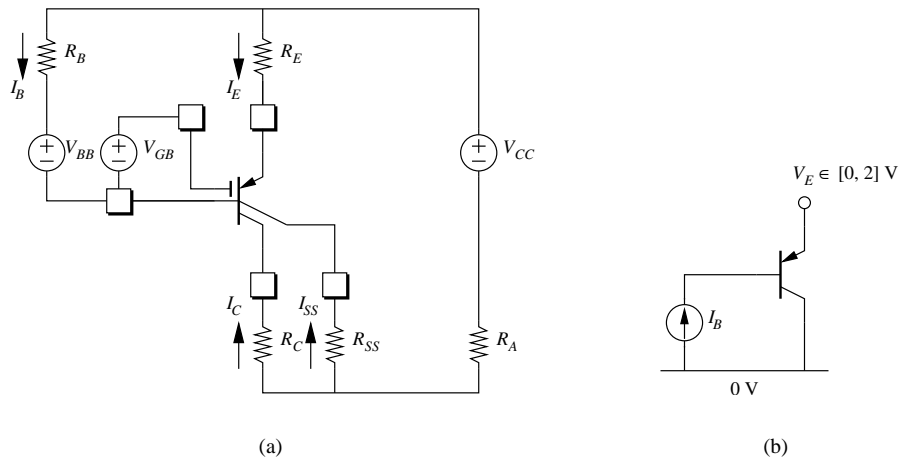 R_B
I_B
R_E
I_E
V_BB
V_GB
V_CC
I_C
R_C
I_SS
R_SS
R_A
(a)
V_E ∈ [0, 2] V
I_B
0 V
(b)